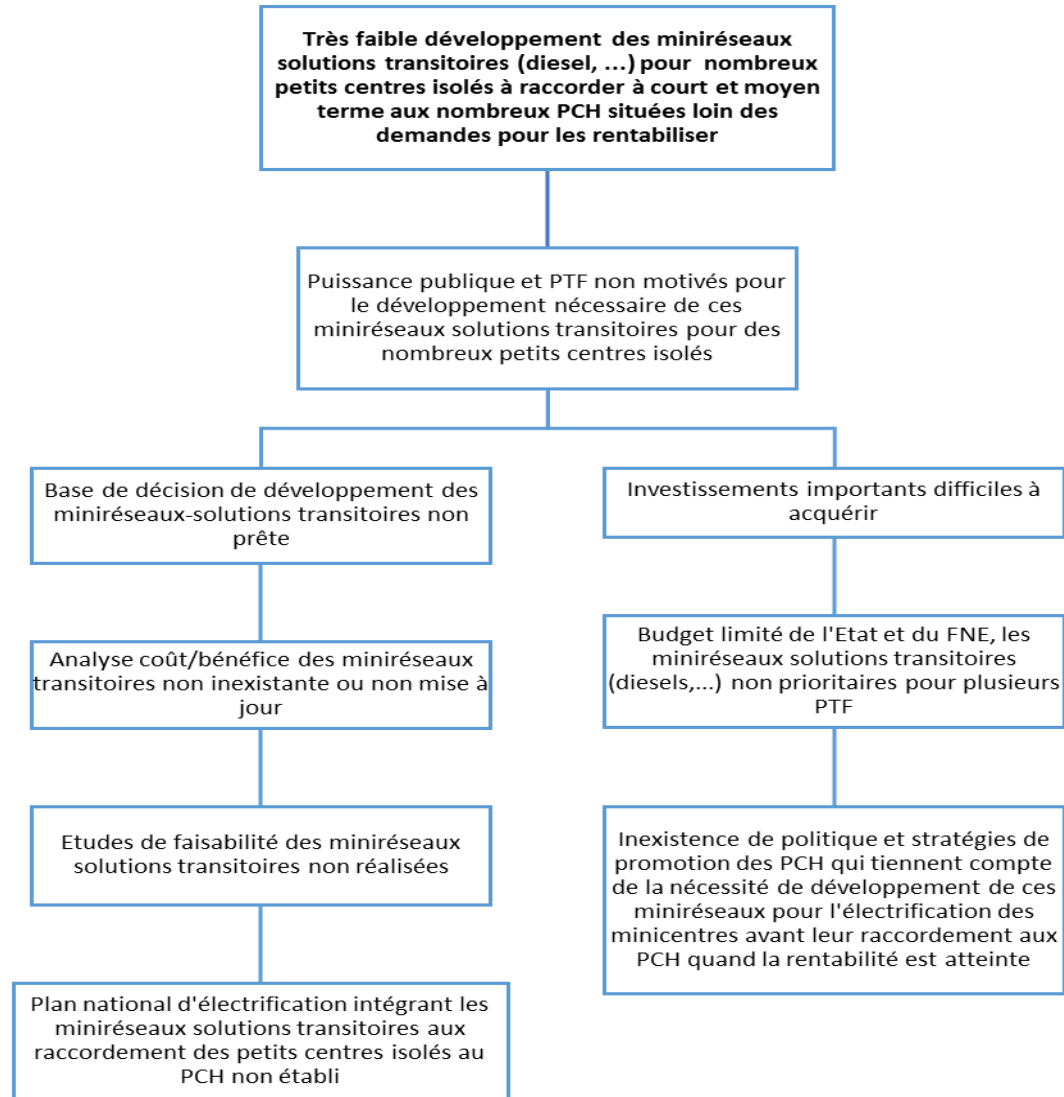 Très faible développement des miniréseaux
solutions transitoires (diesel, ...) pour nombreux
petits centres isolés à raccorder à court et moyen
terme aux nombreux PCH situées loin des
demandes pour les rentabiliser
Puissance publique et PTF non motivés pour
le développement nécessaire de ces
miniréseaux solutions transitoires pour des
nombreux petits centres isolés
Base de décision de développement des
miniréseaux-solutions transitoires non
prête
Analyse coût/bénéfice des miniréseaux
transitoires non inexistante ou non mise à
jour
Etudes de faisabilité des miniréseaux
solutions transitoires non réalisées
Plan national d'électrification intégrant les
miniréseaux solutions transitoires aux
raccordement des petits centres isolés au
PCH non établi
Investissements importants difficiles à
acquérir
Budget limité de l'Etat et du FNE, les
miniréseaux solutions transitoires
(diesels,...) non prioritaires pour plusieurs
PTF
Inexistence de politique et stratégies de
promotion des PCH qui tiennent compte
de la nécessité de développement de ces
miniréseaux pour l'électrification des
minicentres avant leur raccordement aux
PCH quand la rentabilité est atteinte